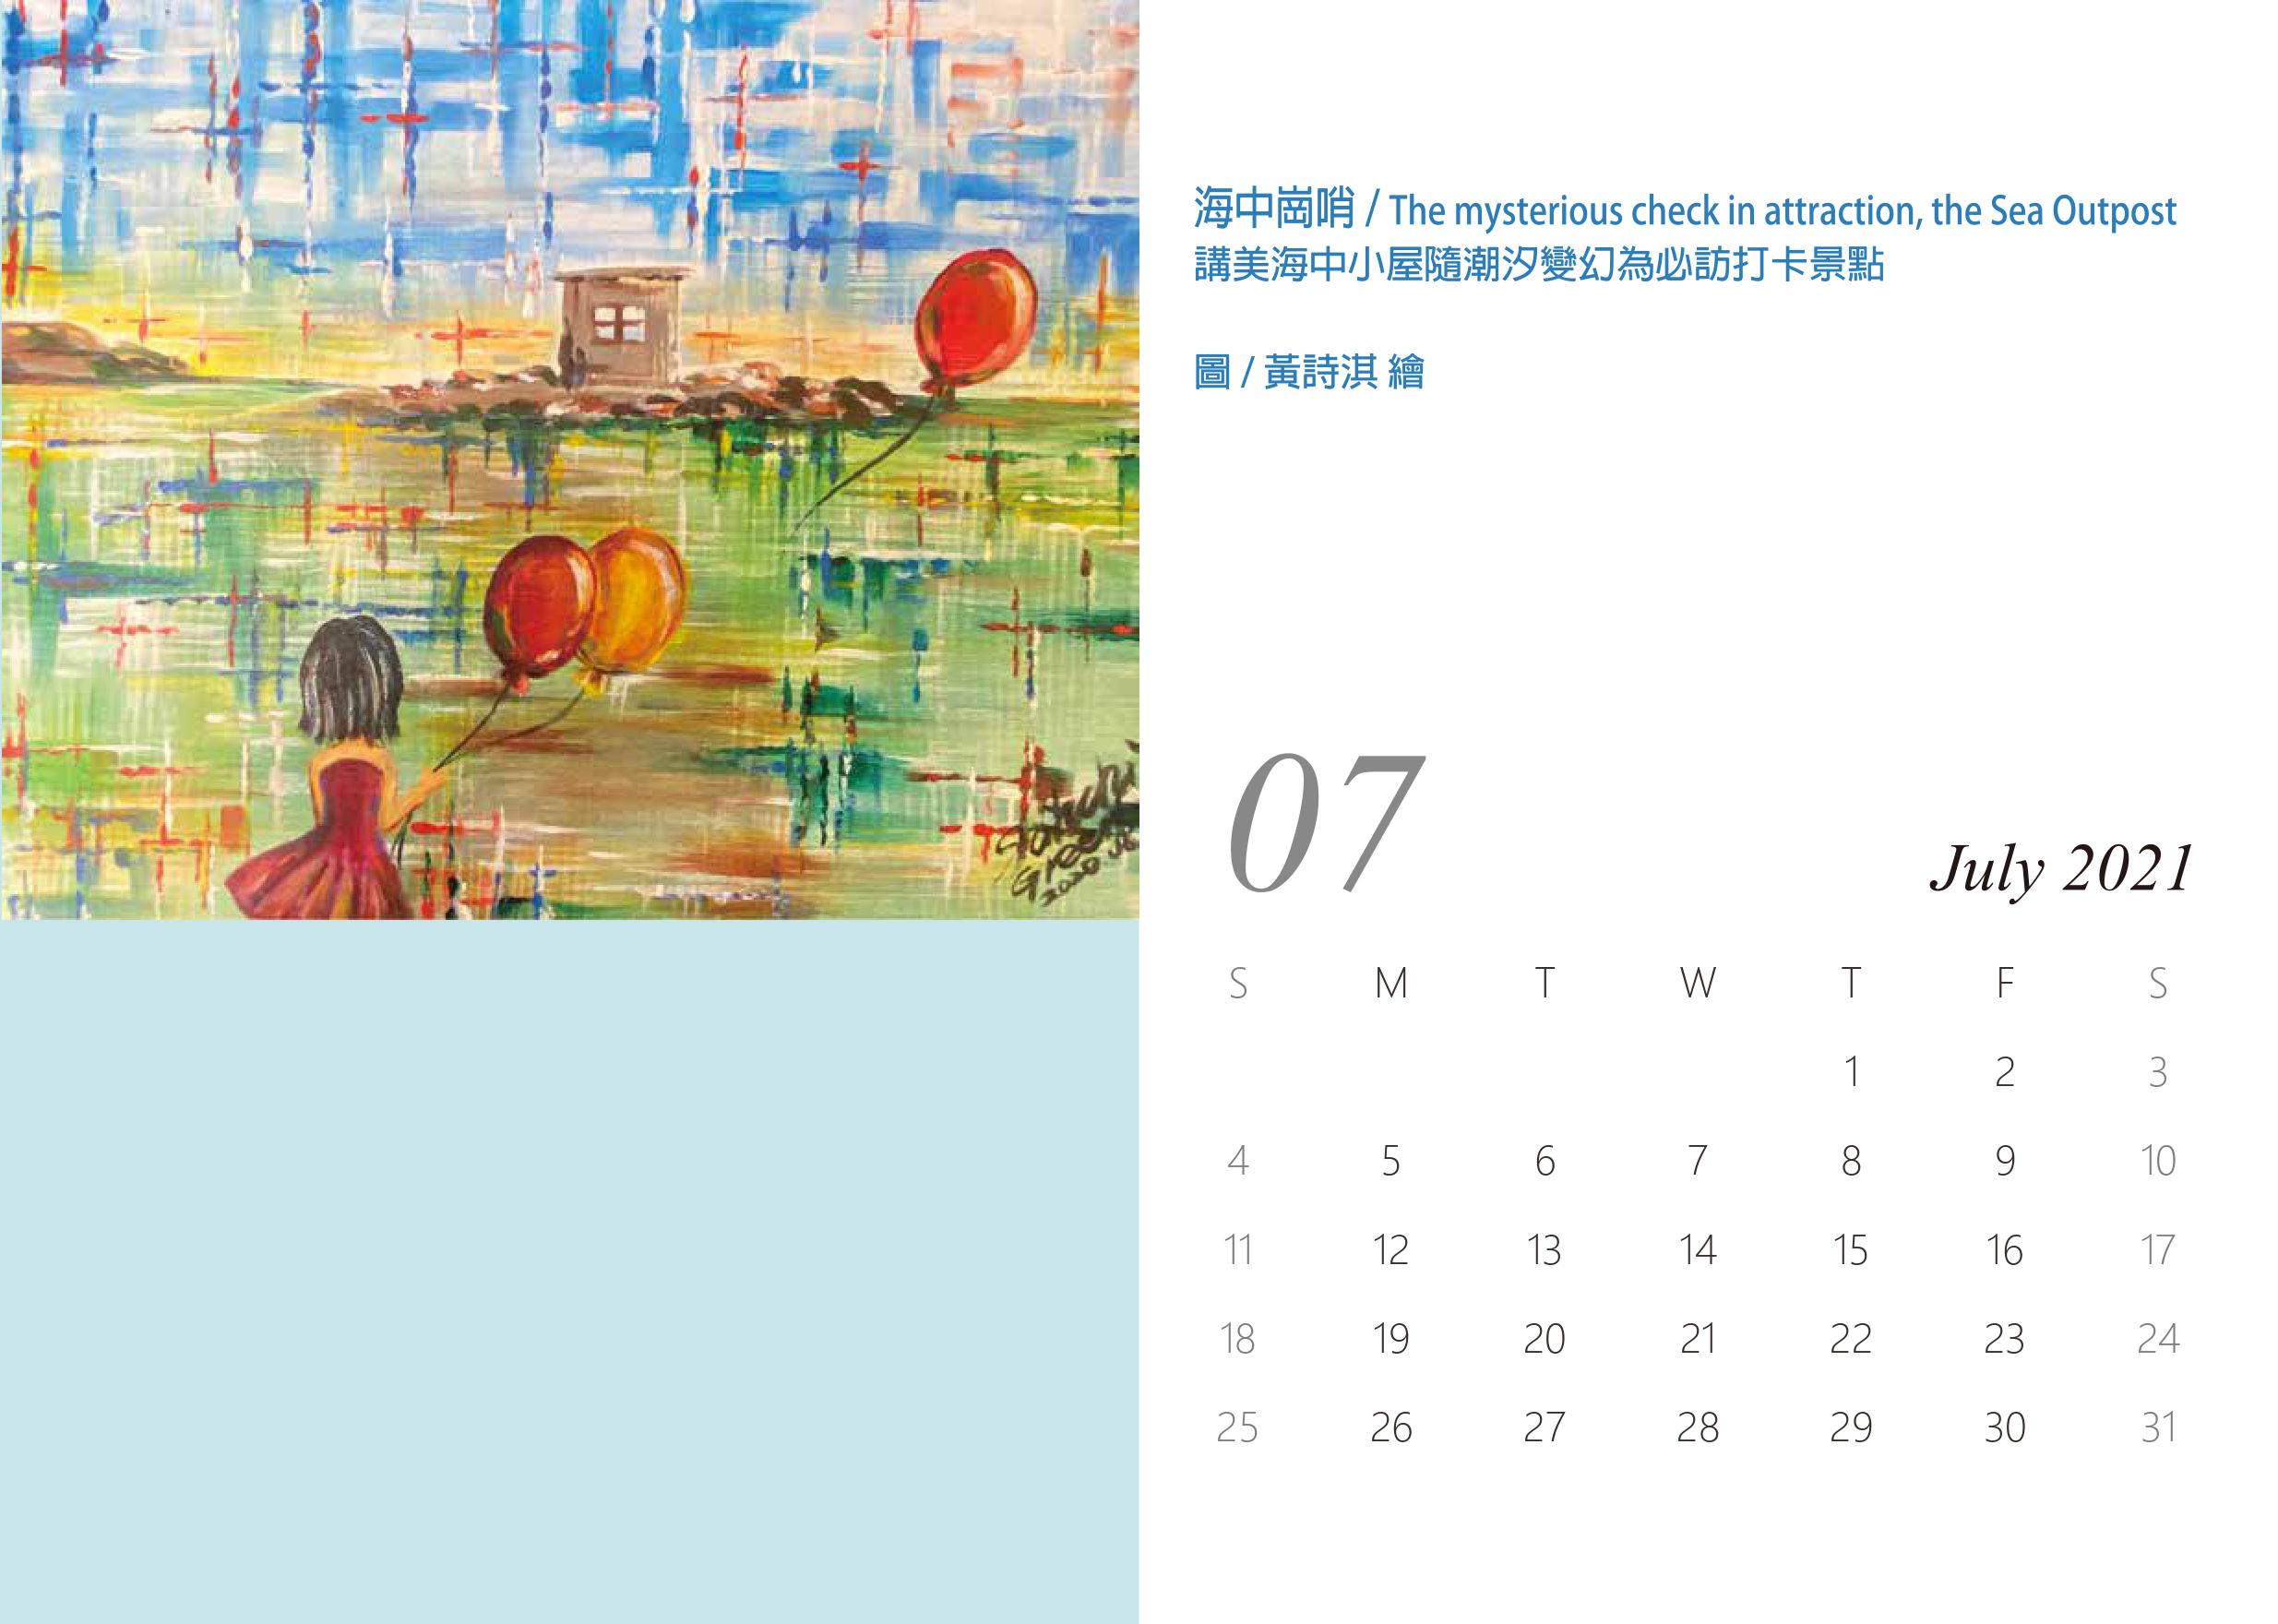 海中崗哨 / The mysterious check in attraction, the Sea Outpost
講美海中小屋隨潮汐變幻為必訪打卡景點
圖 / 黃詩淇 繪
07
July 2021
S M T W T F S
1 2 3
4 5 6 7 8 9 10
11 12 13 14 15 16 17
18 19 20 21 22 23 24
25 26 27 28 29 30 31
2020